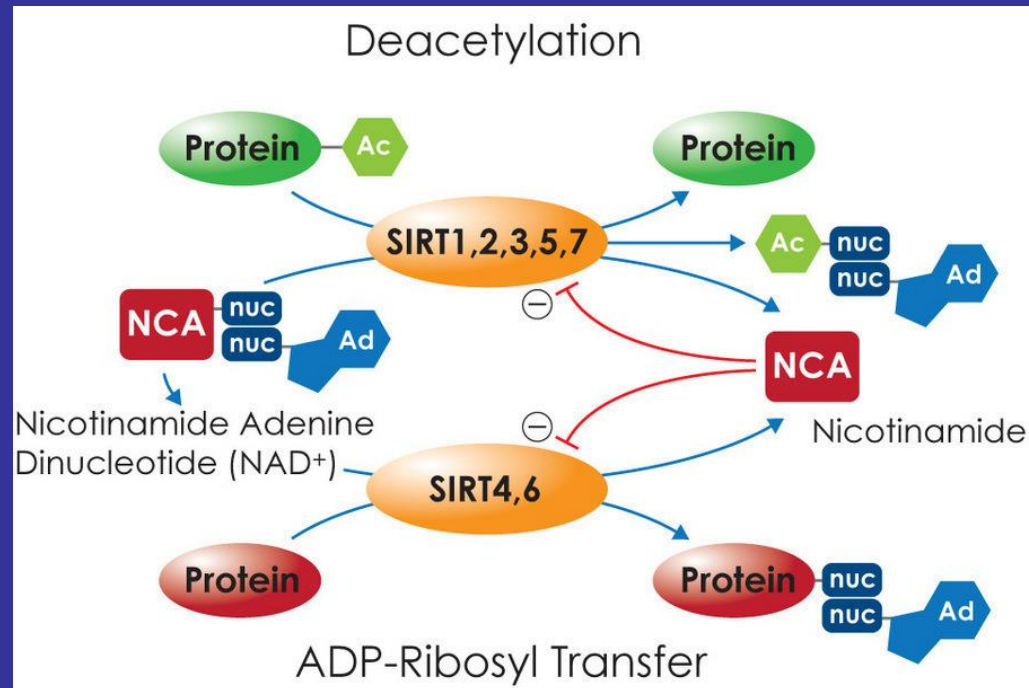 Deacetylation
Protein
Ac
Protein
SIRT1,2,3,5,7
Ac
nuc
nuc
Ad
NCA
nuc
nuc
Ad
NCA
Nicotinamide Adenine
Dinucleotide (NAD+)
Nicotinamide
SIRT4,6
Protein
Protein
nuc
nuc
Ad
ADP-Ribosyl Transfer